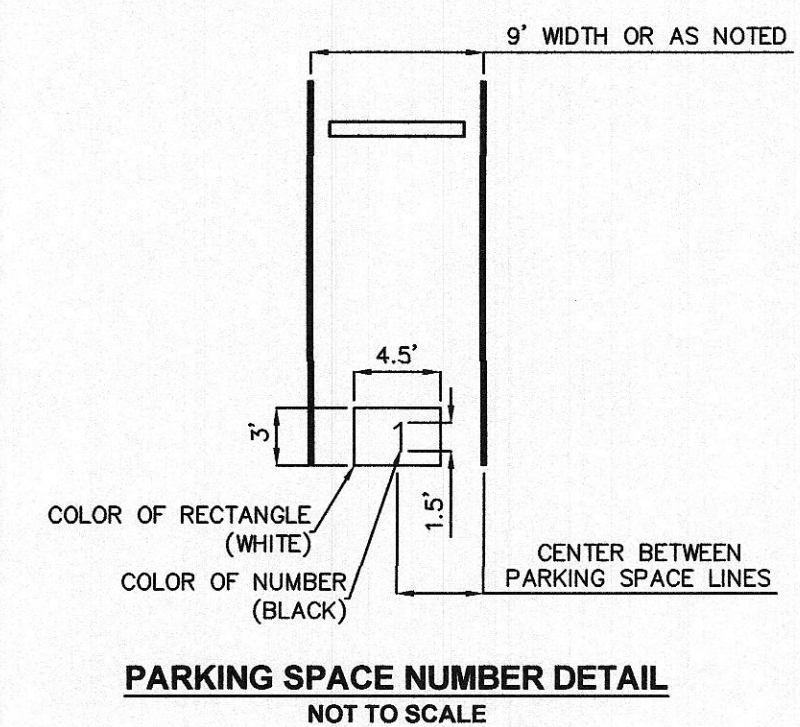 9' WIDTH OR AS NOTED
4.5'
3'
1
1.5'
COLOR OF RECTANGLE
(WHITE)
COLOR OF NUMBER
(BLACK)
CENTER BETWEEN
PARKING SPACE LINES
PARKING SPACE NUMBER DETAIL
NOT TO SCALE